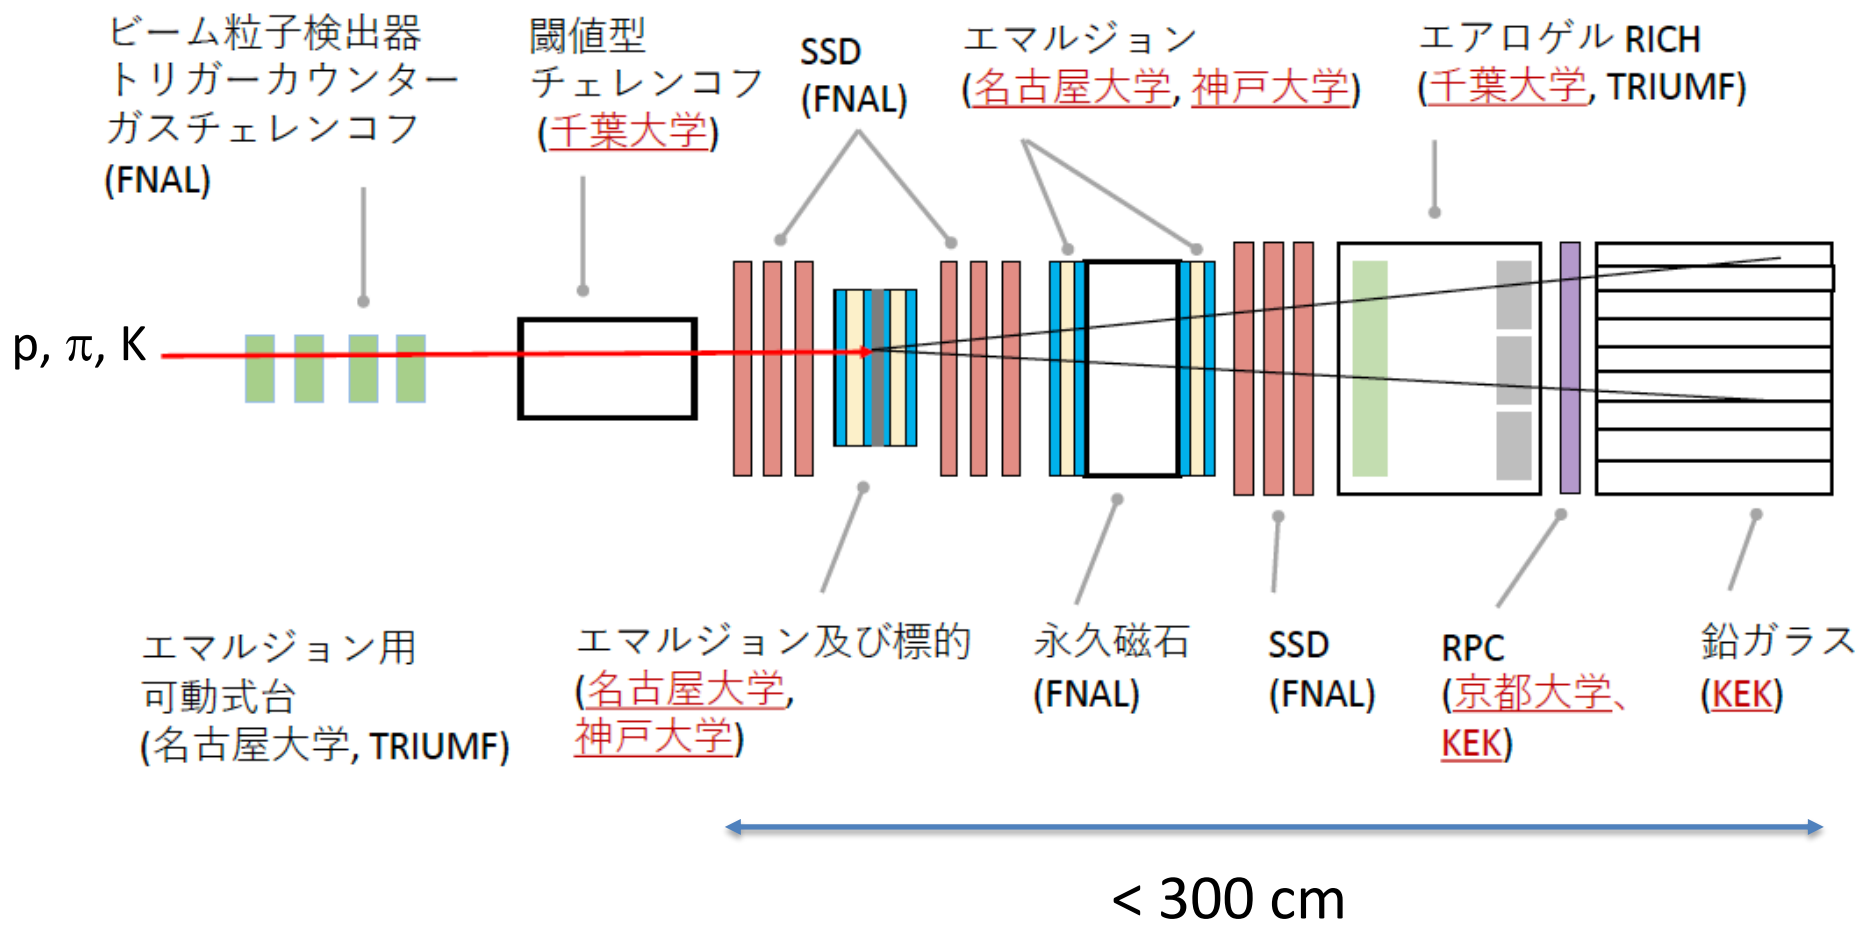 ビーム粒子検出器
トリガーカウンター
ガスチェレンコフ
(FNAL)
閾値型
チェレンコフ
(千葉大学)
SSD
(FNAL)
エマルジョン
(名古屋大学, 神戸大学)
エアロゲル RICH
(千葉大学, TRIUMF)
p, π, K
エマルジョン用
可動式台
(名古屋大学, TRIUMF)
エマルジョン及び標的
(名古屋大学,
神戸大学)
永久磁石
(FNAL)
SSD
(FNAL)
RPC
(京都大学、
KEK)
鉛ガラス
(KEK)
< 300 cm